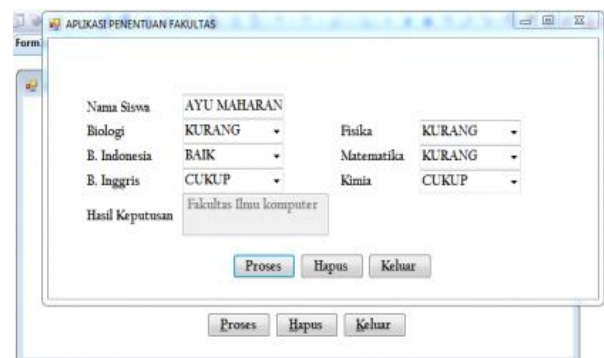 APLIKASI PENENTUAN FAKULTAS
Form
Nama Siswa AYU MAHARAN
Biologi KURANG Fisika KURANG
B. Indonesia BAIK Matematika KURANG
B. Inggris CUKUP Kimia CUKUP
Hasil Keputusan Fakultas Ilmu komputer
Proses Hapus Keluar
Proses Hapus Keluar